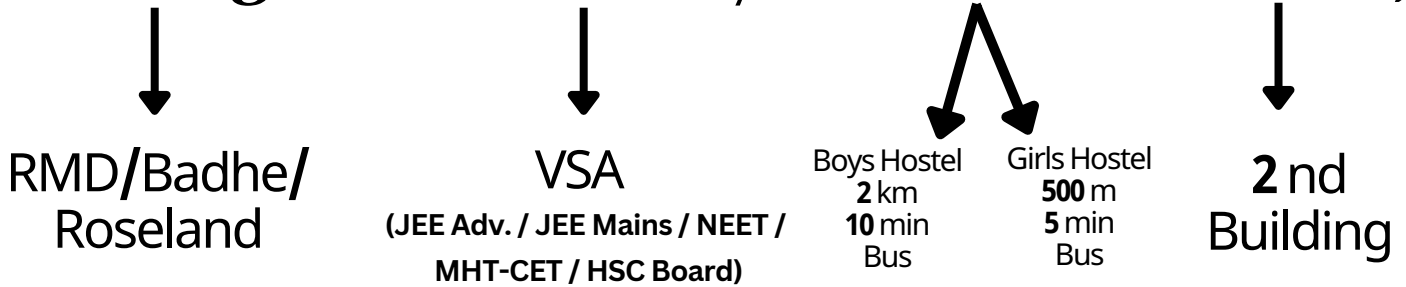 RMD/Badhe/
Roseland
VSA
(JEE Adv. / JEE Mains / NEET /
MHT-CET / HSC Board)
Boys Hostel
2 km
10 min
Bus
Girls Hostel
500 m
5 min
Bus
2 nd
Building